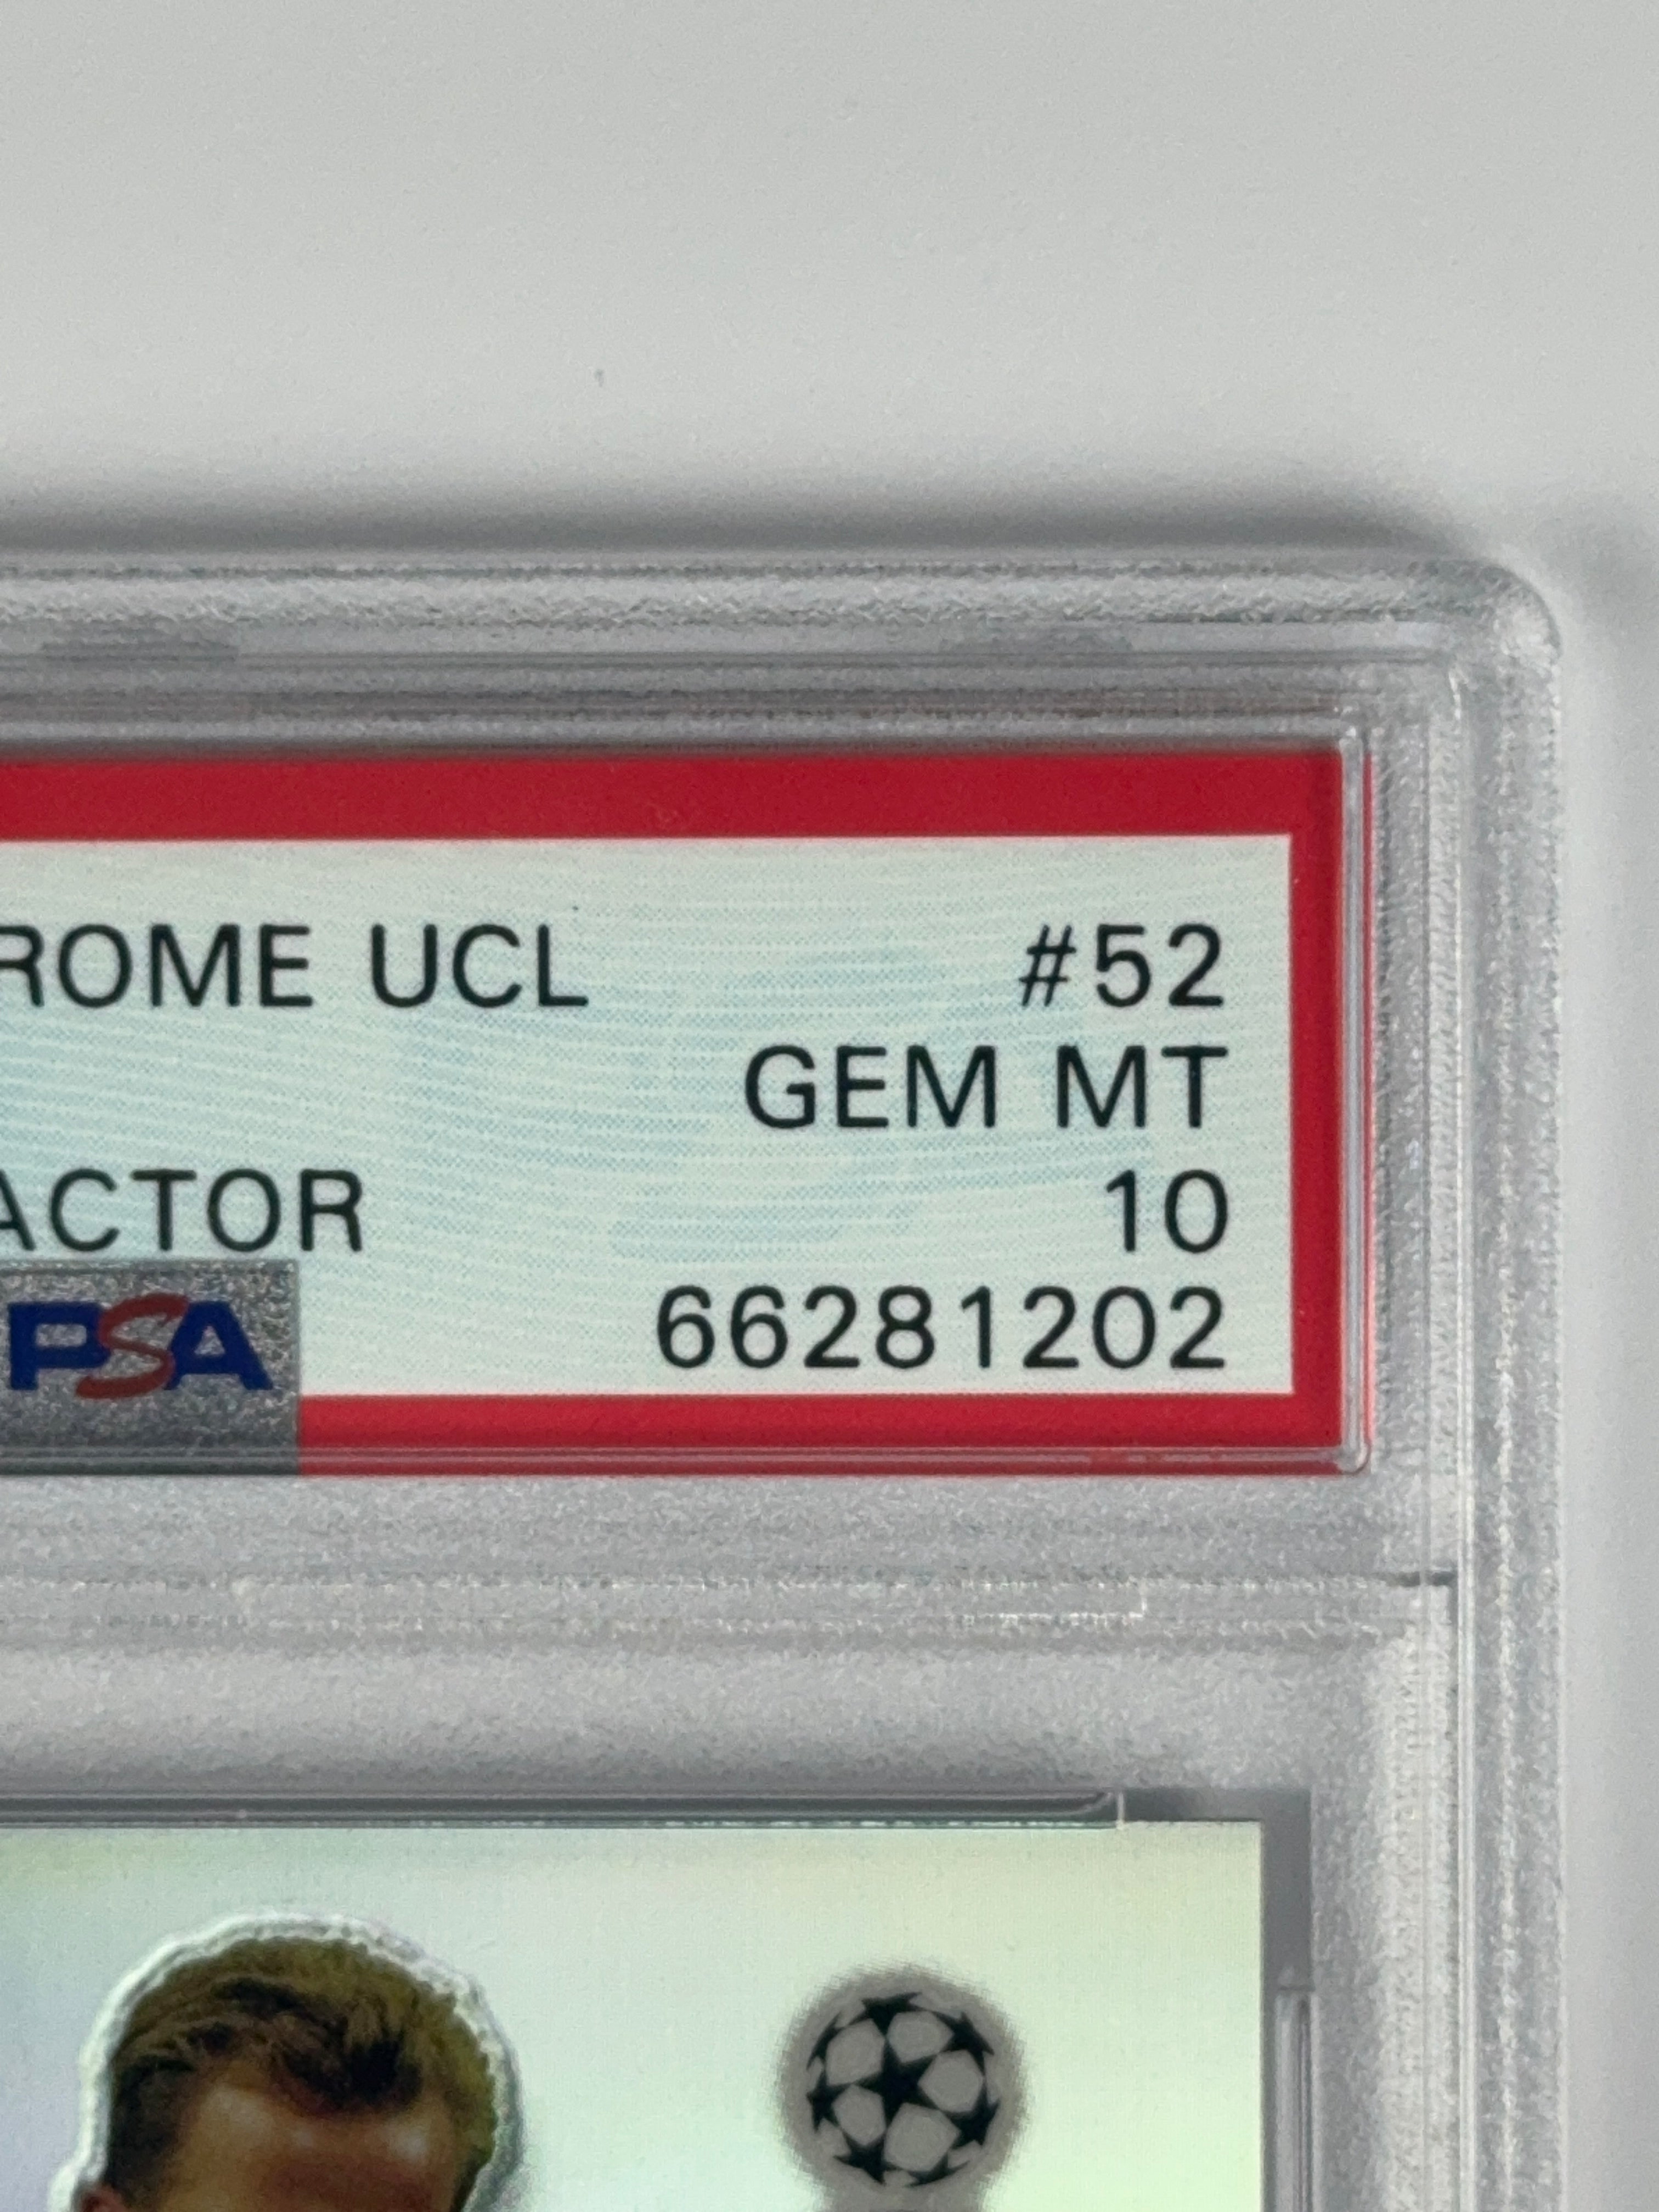 ROME UCL #52
GEM MT
ACTOR 10
PSA 66281202